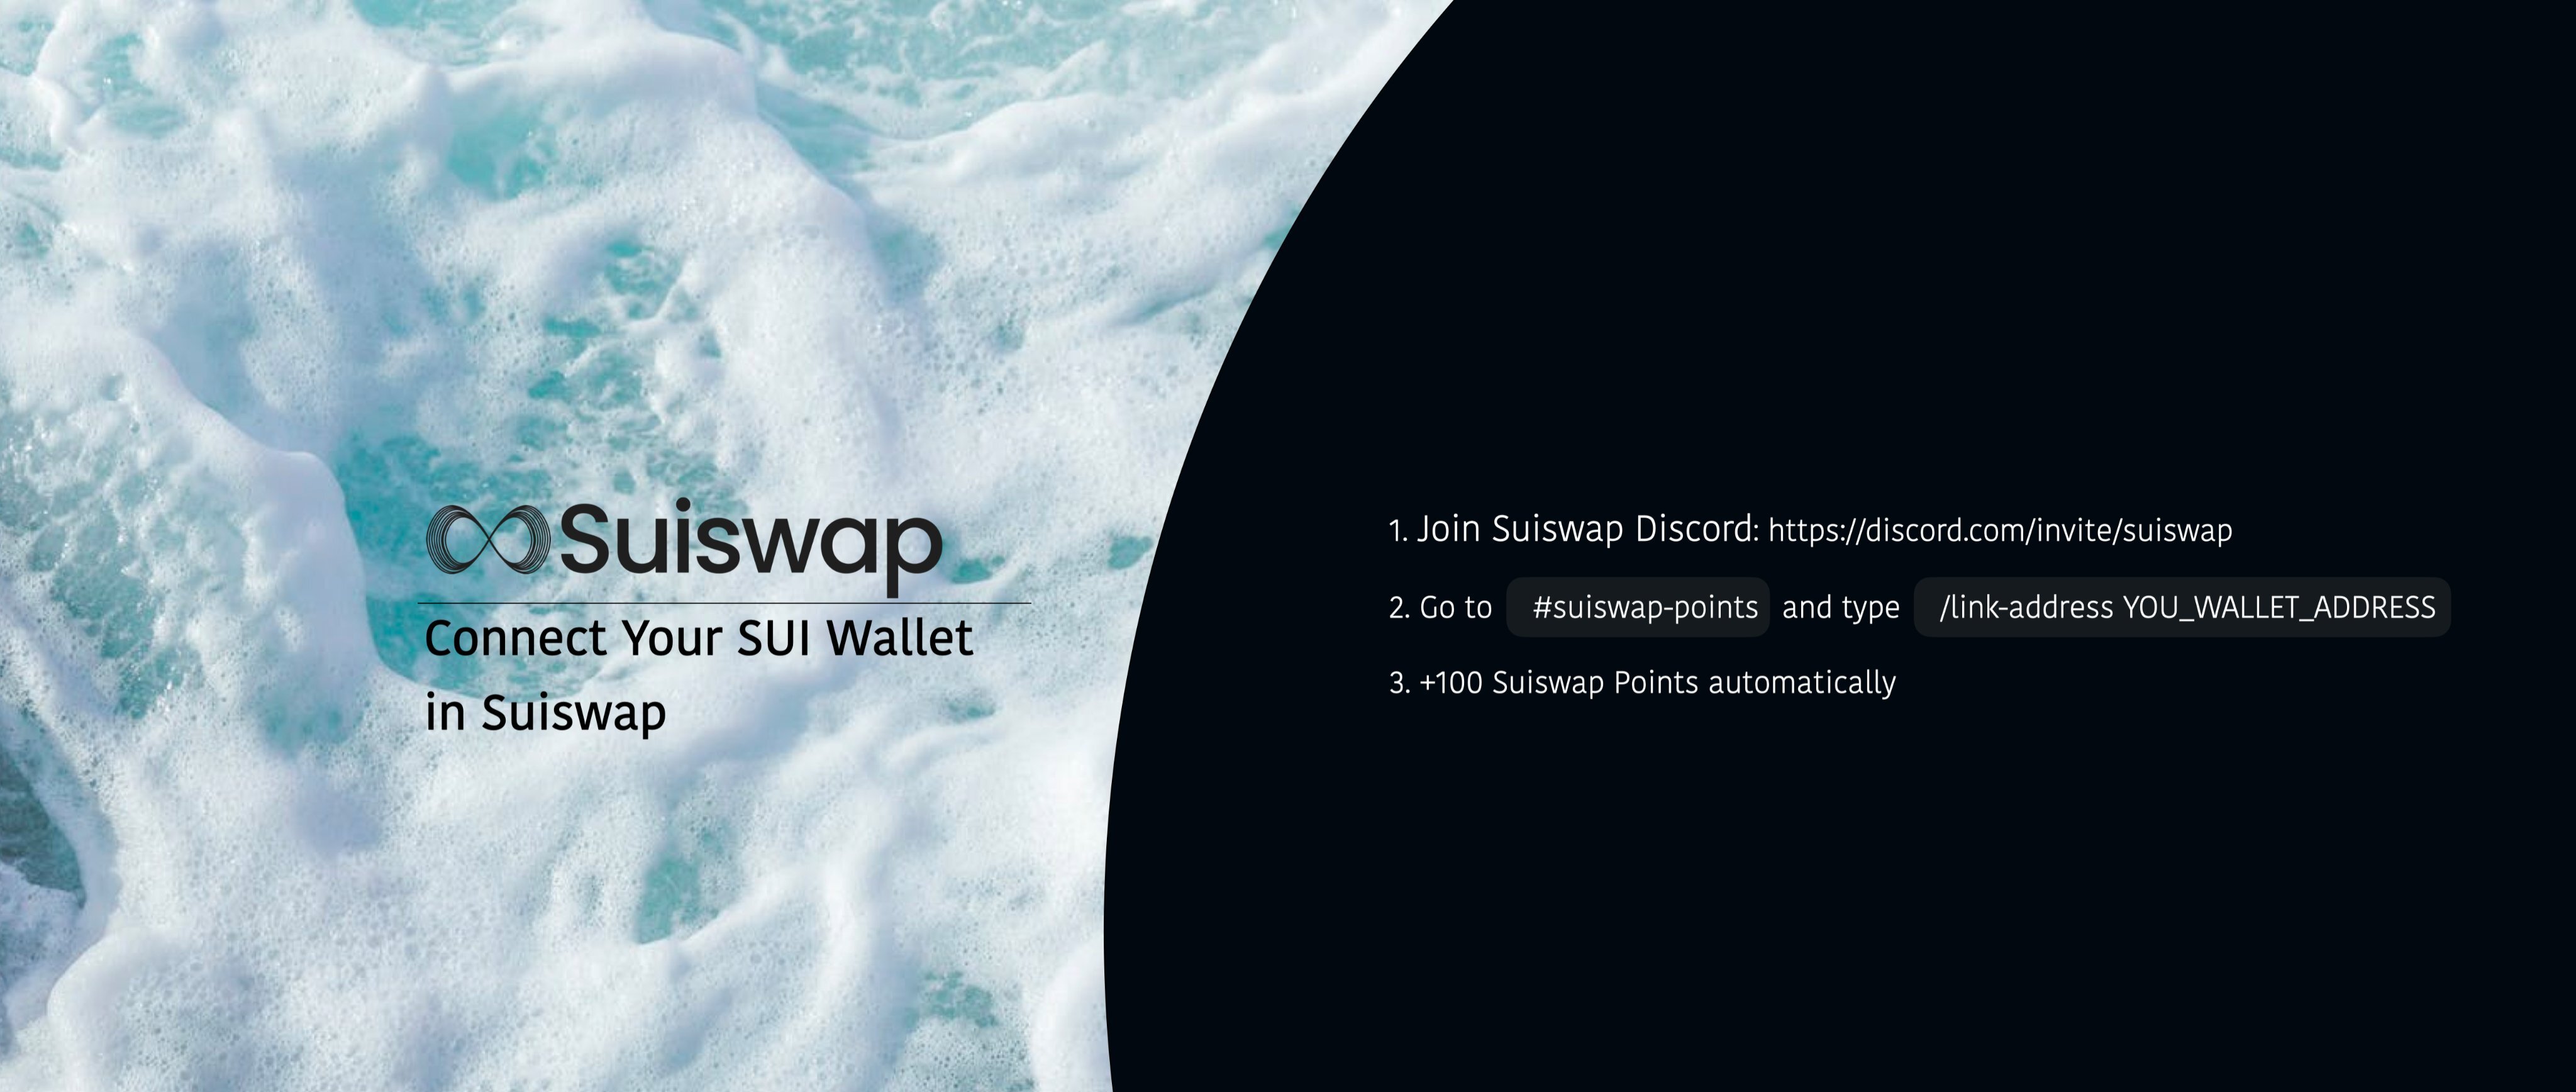 Suiswap
Connect Your SUI Wallet
in Suiswap
1. Join Suiswap Discord: https://discord.com/invite/suiswap
2. Go to #suiswap-points and type /link-address YOU_WALLET_ADDRESS
3. +100 Suiswap Points automatically